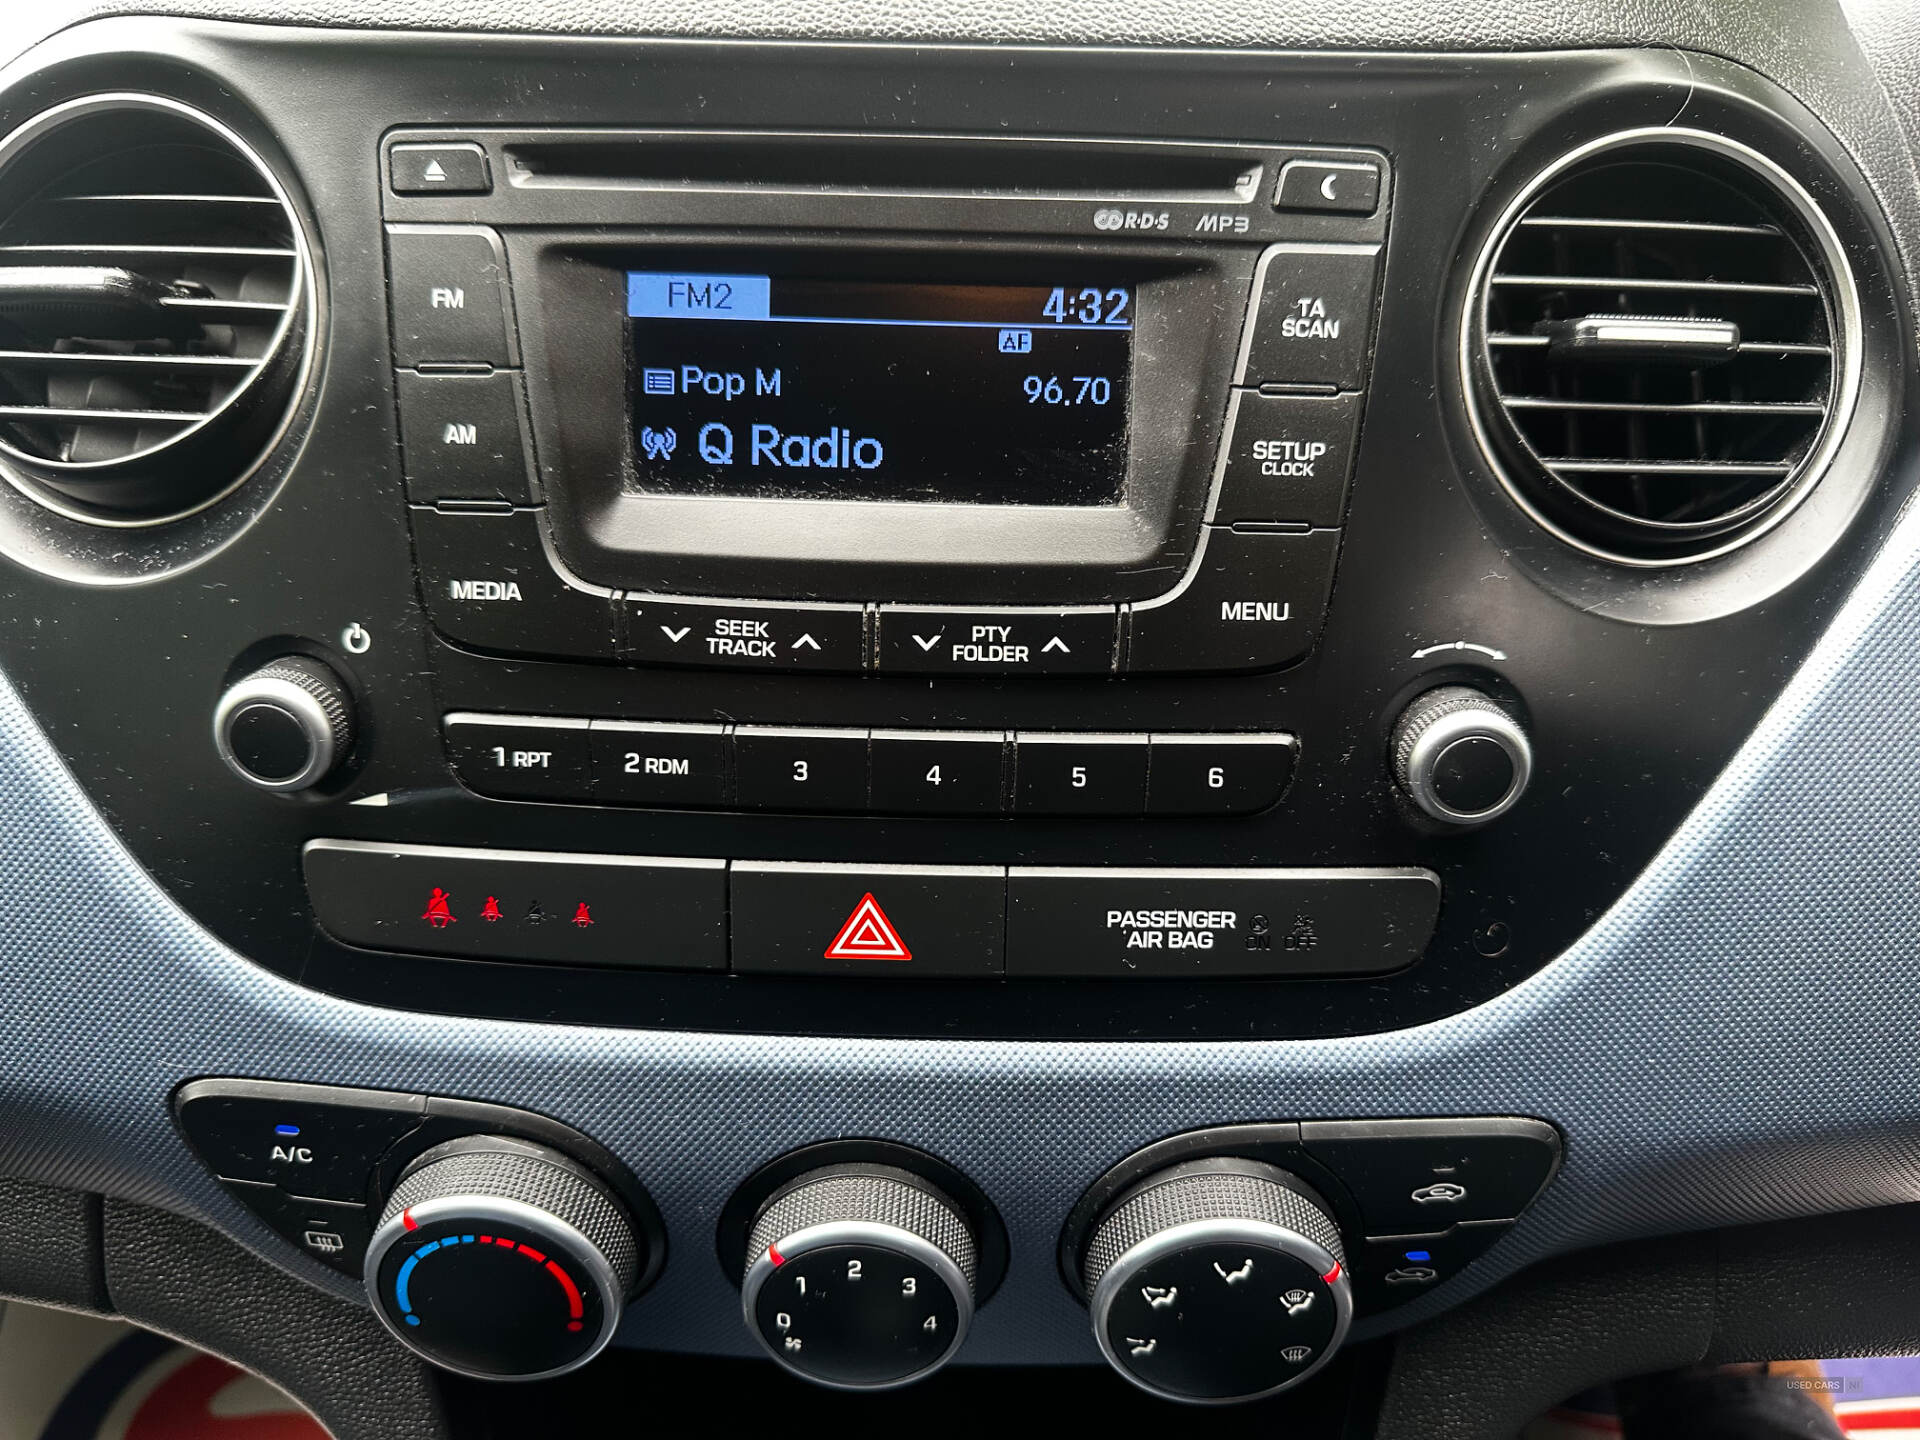 R·D·S MP3
FM2 4:32
AF
Pop M 96.70
Q Radio
FM
AM
MEDIA
TA
SCAN
SETUP
CLOCK
MENU
SEEK
TRACK
PTY
FOLDER
1 RPT 2 RDM 3 4 5 6
PASSENGER
AIR BAG
ON OFF
A/C
0 1 2 3 4
USED CARS NI